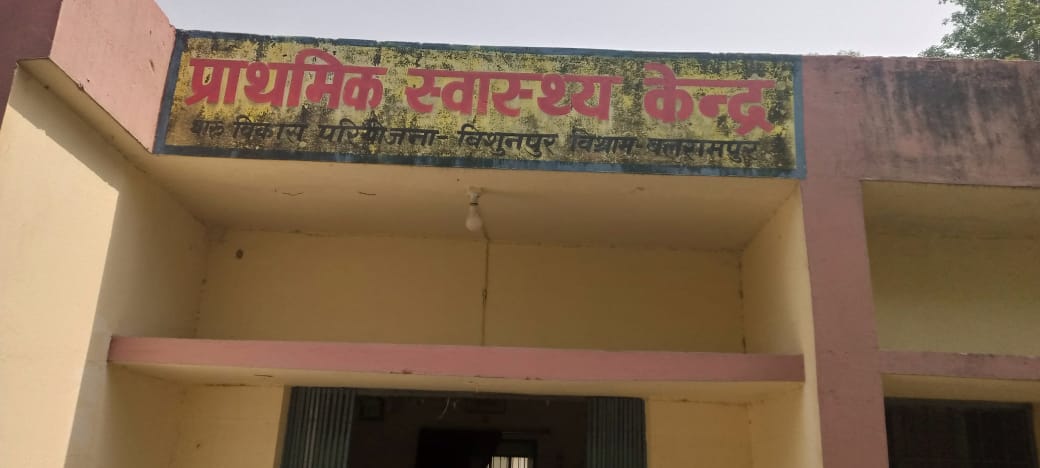 प्राथमिक स्वास्थ्य केन्द्र
थारू विकास परियोजना - विशुनपुर विश्राम - बलरामपुर